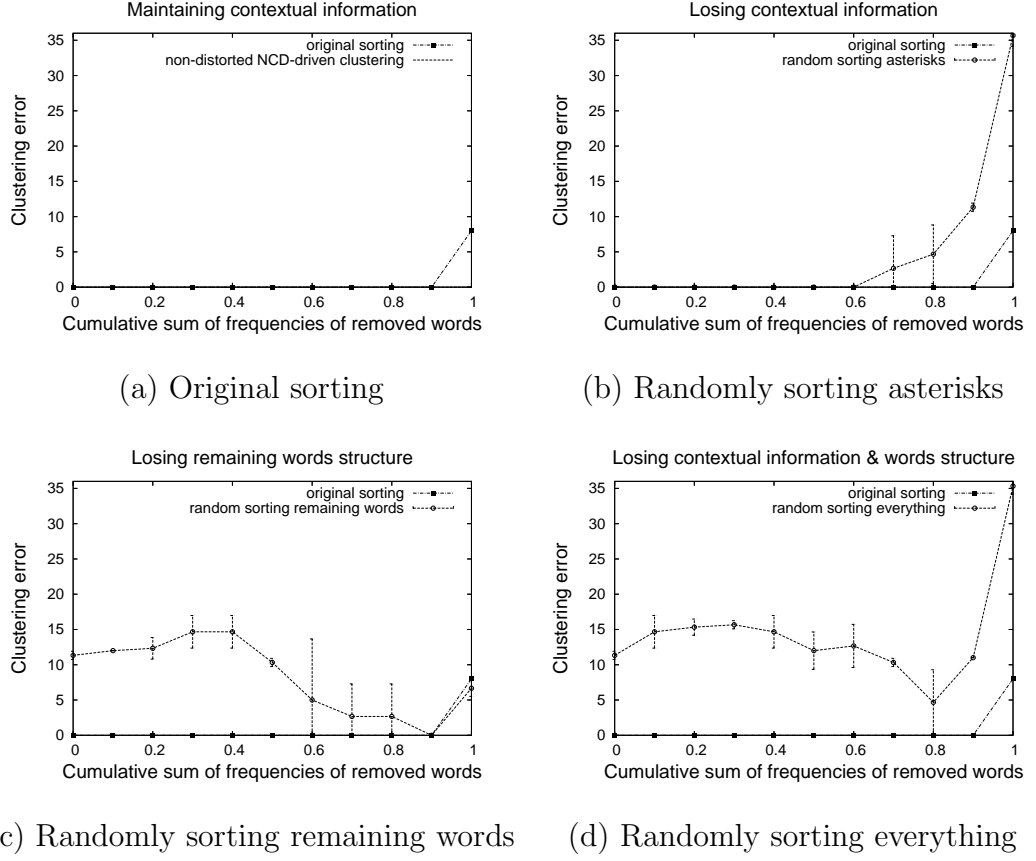 Maintaining contextual information
original sorting
non-distorted NCD-driven clustering
Clustering error
35
30
25
20
15
10
5
0
0 0.2 0.4 0.6 0.8 1
Cumulative sum of frequencies of removed words
(a) Original sorting
Losing contextual information
original sorting
random sorting asterisks
Clustering error
35
30
25
20
15
10
5
0
0 0.2 0.4 0.6 0.8 1
Cumulative sum of frequencies of removed words
(b) Randomly sorting asterisks
Losing remaining words structure
original sorting
random sorting remaining words
Clustering error
35
30
25
20
15
10
5
0
0 0.2 0.4 0.6 0.8 1
Cumulative sum of frequencies of removed words
c) Randomly sorting remaining words
Losing contextual information & words structure
original sorting
random sorting everything
Clustering error
35
30
25
20
15
10
5
0
0 0.2 0.4 0.6 0.8 1
Cumulative sum of frequencies of removed words
(d) Randomly sorting everything